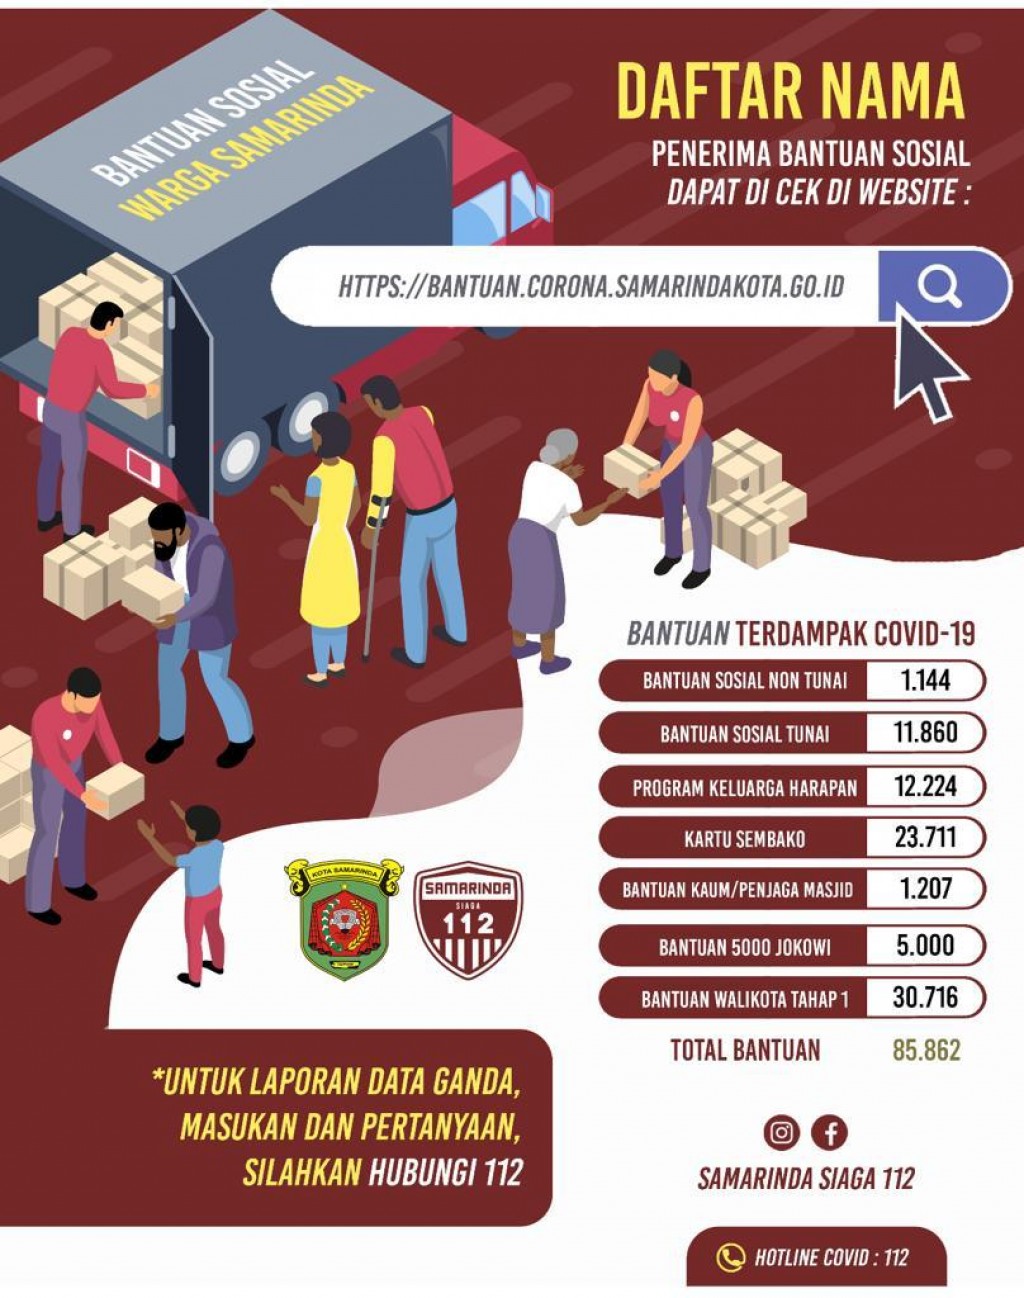 BANTUAN SOSIAL
WARGA SAMARINDA
DAFTAR NAMA
PENERIMA BANTUAN SOSIAL
DAPAT DI CEK DI WEBSITE :
HTTPS://BANTUAN.CORONA.SAMARINDAKOTA.GO.ID
BANTUAN TERDAMPAK COVID-19
BANTUAN SOSIAL NON TUNAI 1.144
BANTUAN SOSIAL TUNAI 11.860
PROGRAM KELUARGA HARAPAN 12.224
KARTU SEMBAKO 23.711
BANTUAN KAUM/PENJAGA MASJID 1.207
BANTUAN 5000 JOKOWI 5.000
BANTUAN WALIKOTA TAHAP 1 30.716
TOTAL BANTUAN 85.862
KOTA SAMARINDA
SAMARINDA
SIAGA
112
*UNTUK LAPORAN DATA GANDA,
MASUKAN DAN PERTANYAAN,
SILAHKAN HUBUNGI 112
SAMARINDA SIAGA 112
HOTLINE COVID : 112